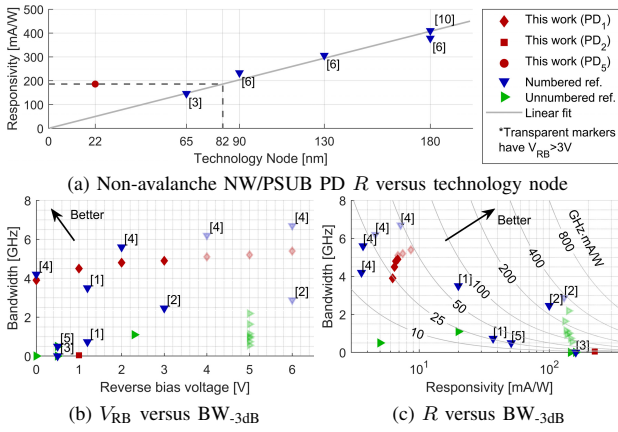 Responsivity [mA/W]
500
400
300
200
100
0
[3]
[6]
[6]
[10]
[6]
0 22 65 82 90 130 180
Technology Node [nm]
This work (PD1)
This work (PD2)
This work (PD5)
Numbered ref.
Unnumbered ref.
Linear fit
*Transparent markers
have VRB>3V
(a) Non-avalanche NW/PSUB PD R versus technology node
Bandwidth [GHz]
8
6
4
2
0
Better
[4]
[5]
[3]
[1]
[1]
[4]
[2]
[4]
[4]
[2]
0 1 2 3 4 5 6
Reverse bias voltage [V]
(b) VRB versus BW-3dB
Bandwidth [GHz]
8
6
4
2
0
[4]
[4]
[4]
[4]
Better
GHz·mA/W
800
400
200
100
50
25
10
[1]
[1]
[5]
[2]
[2]
[3]
10^1 10^2
Responsivity [mA/W]
(c) R versus BW-3dB